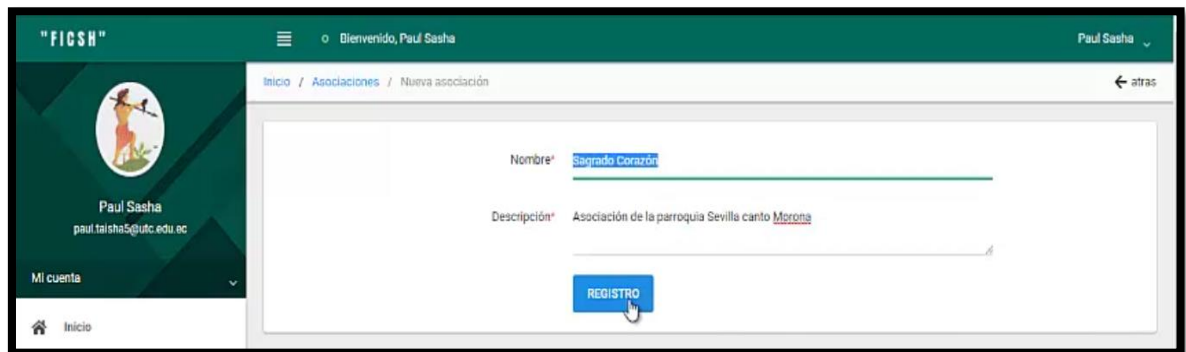 "FICSH"
Bienvenido, Paul Sasha
Paul Sasha
Inicio / Asociaciones / Nueva asociación
atras
Paul Sasha
paul.taisha5@utc.edu.ec
Mi cuenta
Inicio
Nombre* Sagrado Corazón
Descripción* Asociación de la parroquia Sevilla canto Morona
REGISTRO